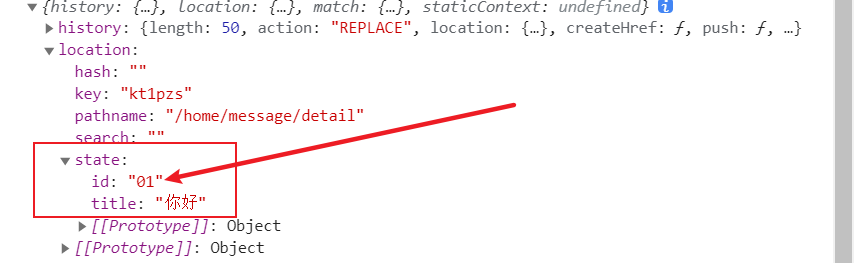 ▼ {history: {…}, location: {…}, match: {…}, staticContext: undefined} i
▶ history: {length: 50, action: "REPLACE", location: {…}, createHref: ƒ, push: ƒ, …}
▼ location:
hash: ""
key: "kt1pzs"
pathname: "/home/message/detail"
search: ""
▼ state:
id: "01"
title: "你好"
▶ [[Prototype]]: Object
▶ [[Prototype]]: Object